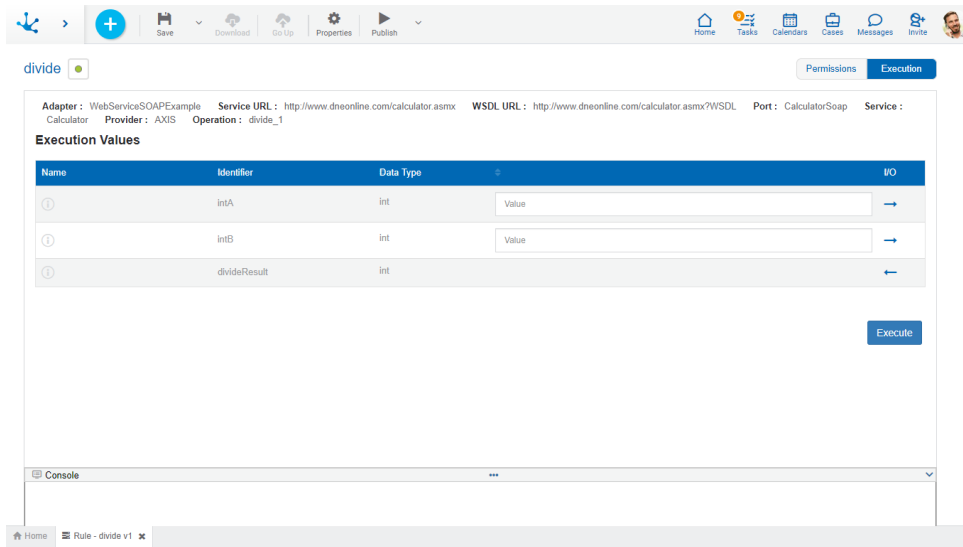 Save
Download
Go Up
Properties
Publish
Home
9
Tasks
Calendars
Cases
Messages
Invite
divide
Permissions
Execution
Adapter : WebServiceSOAPExample Service URL : http://www.dneonline.com/calculator.asmx WSDL URL : http://www.dneonline.com/calculator.asmx?WSDL Port : CalculatorSoap Service :
Calculator Provider : AXIS Operation : divide_1
Execution Values
Name Identifier Data Type I/O
intA int Value
intB int Value
divideResult int
Execute
Console
Home Rule - divide v1